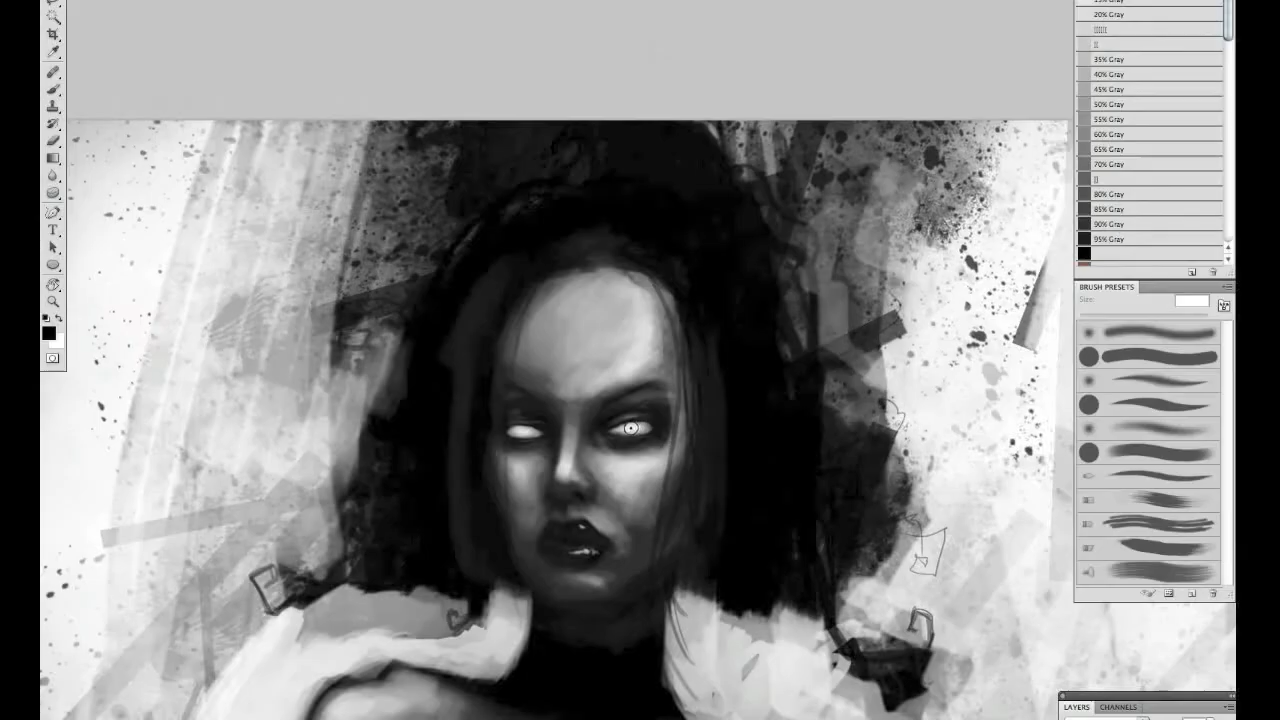 20% Gray
35% Gray
40% Gray
45% Gray
50% Gray
55% Gray
60% Gray
65% Gray
70% Gray
80% Gray
85% Gray
90% Gray
95% Gray
BRUSH PRESETS
Size:
LAYERS CHANNELS